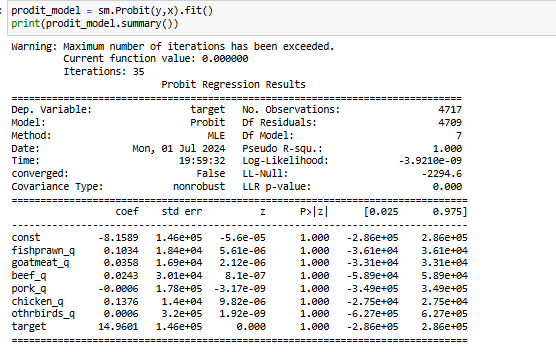 prodit_model = sm.Probit(y,x).fit()
print(prodit_model.summary())
Warning: Maximum number of iterations has been exceeded.
Current function value: 0.000000
Iterations: 35
Probit Regression Results
==============================================================================
Dep. Variable: target No. Observations: 4717
Model: Probit Df Residuals: 4709
Method: MLE Df Model: 7
Date: Mon, 01 Jul 2024 Pseudo R-squ.: 1.000
Time: 19:59:32 Log-Likelihood: -3.9210e-09
converged: False LL-Null: -2294.6
Covariance Type: nonrobust LLR p-value: 0.000
==============================================================================
coef std err z P>|z| [0.025 0.975]
------------------------------------------------------------------------------
const -8.1589 1.46e+05 -5.6e-05 1.000 -2.86e+05 2.86e+05
fishprawn_q 0.1034 1.84e+04 5.61e-06 1.000 -3.61e+04 3.61e+04
goatmeat_q 0.0358 1.69e+04 2.12e-06 1.000 -3.31e+04 3.31e+04
beef_q 0.0243 3.01e+04 8.1e-07 1.000 -5.89e+04 5.89e+04
pork_q -0.0006 1.78e+05 -3.17e-09 1.000 -3.49e+05 3.49e+05
chicken_q 0.1376 1.4e+04 9.82e-06 1.000 -2.75e+04 2.75e+04
othrbirds_q 0.0006 3.2e+05 1.92e-09 1.000 -6.27e+05 6.27e+05
target 14.9601 1.46e+05 0.000 1.000 -2.86e+05 2.86e+05
==============================================================================